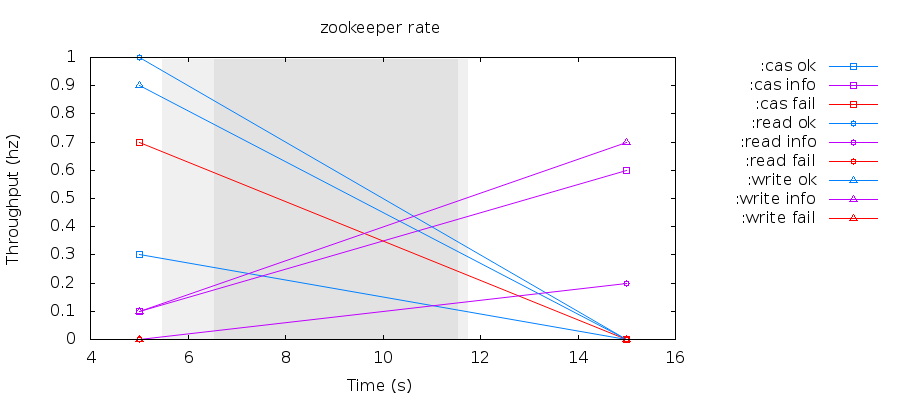 zookeeper rate
Throughput (hz)
1
0.9
0.8
0.7
0.6
0.5
0.4
0.3
0.2
0.1
0
4 6 8 10 12 14 16
Time (s)
:cas ok
:cas info
:cas fail
:read ok
:read info
:read fail
:write ok
:write info
:write fail